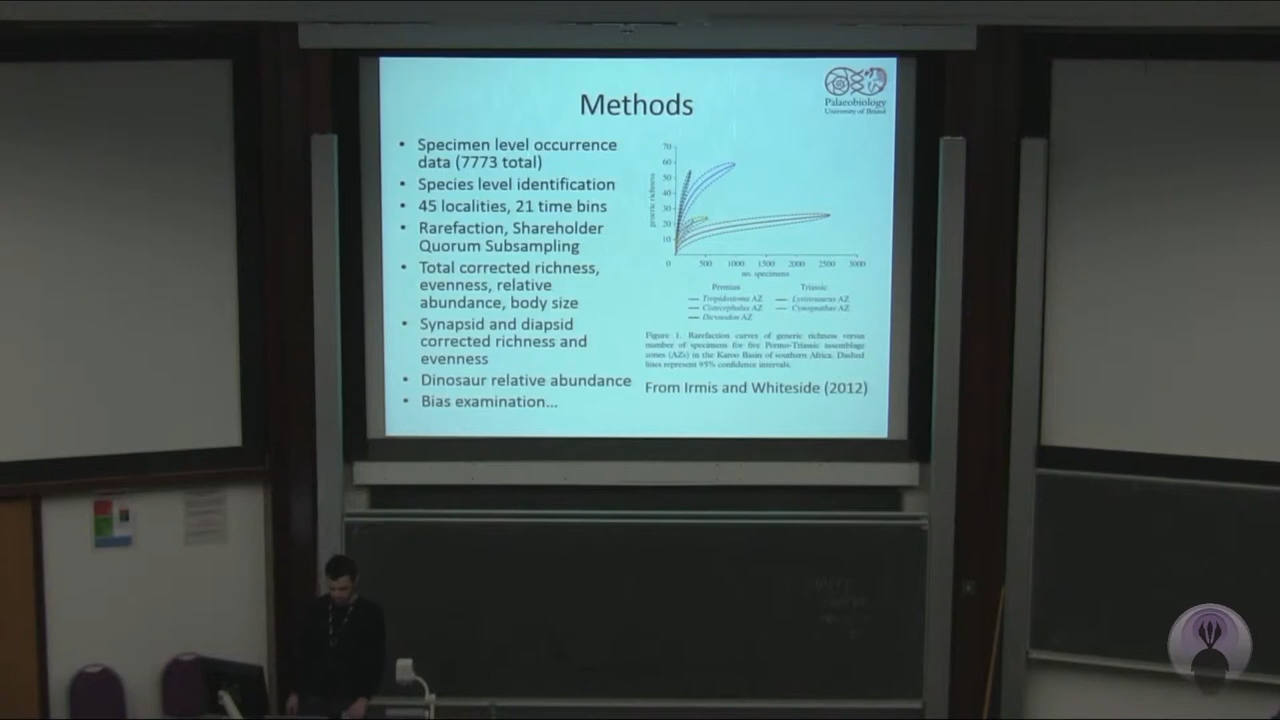 Methods
Palaeobiology
University of Bristol
• Specimen level occurrence
data (7773 total)
• Species level identification
• 45 localities, 21 time bins
• Rarefaction, Shareholder
Quorum Subsampling
• Total corrected richness,
evenness, relative
abundance, body size
• Synapsid and diapsid
corrected richness and
evenness
• Dinosaur relative abundance
• Bias examination...
70
60
50
40
30
20
10
generic richness
0 500 1000 1500 2000 2500 3000
no. specimens
Permian Triassic
Tropidostoma AZ Lystrosaurus AZ
Cistecephalus AZ Cynognathus AZ
Dicynodon AZ
Figure 1. Rarefaction curves of generic richness versus
number of specimens for five Permo-Triassic assemblage
zones (AZs) in the Karoo Basin of southern Africa. Dashed
lines represent 95% confidence intervals.
From Irmis and Whiteside (2012)